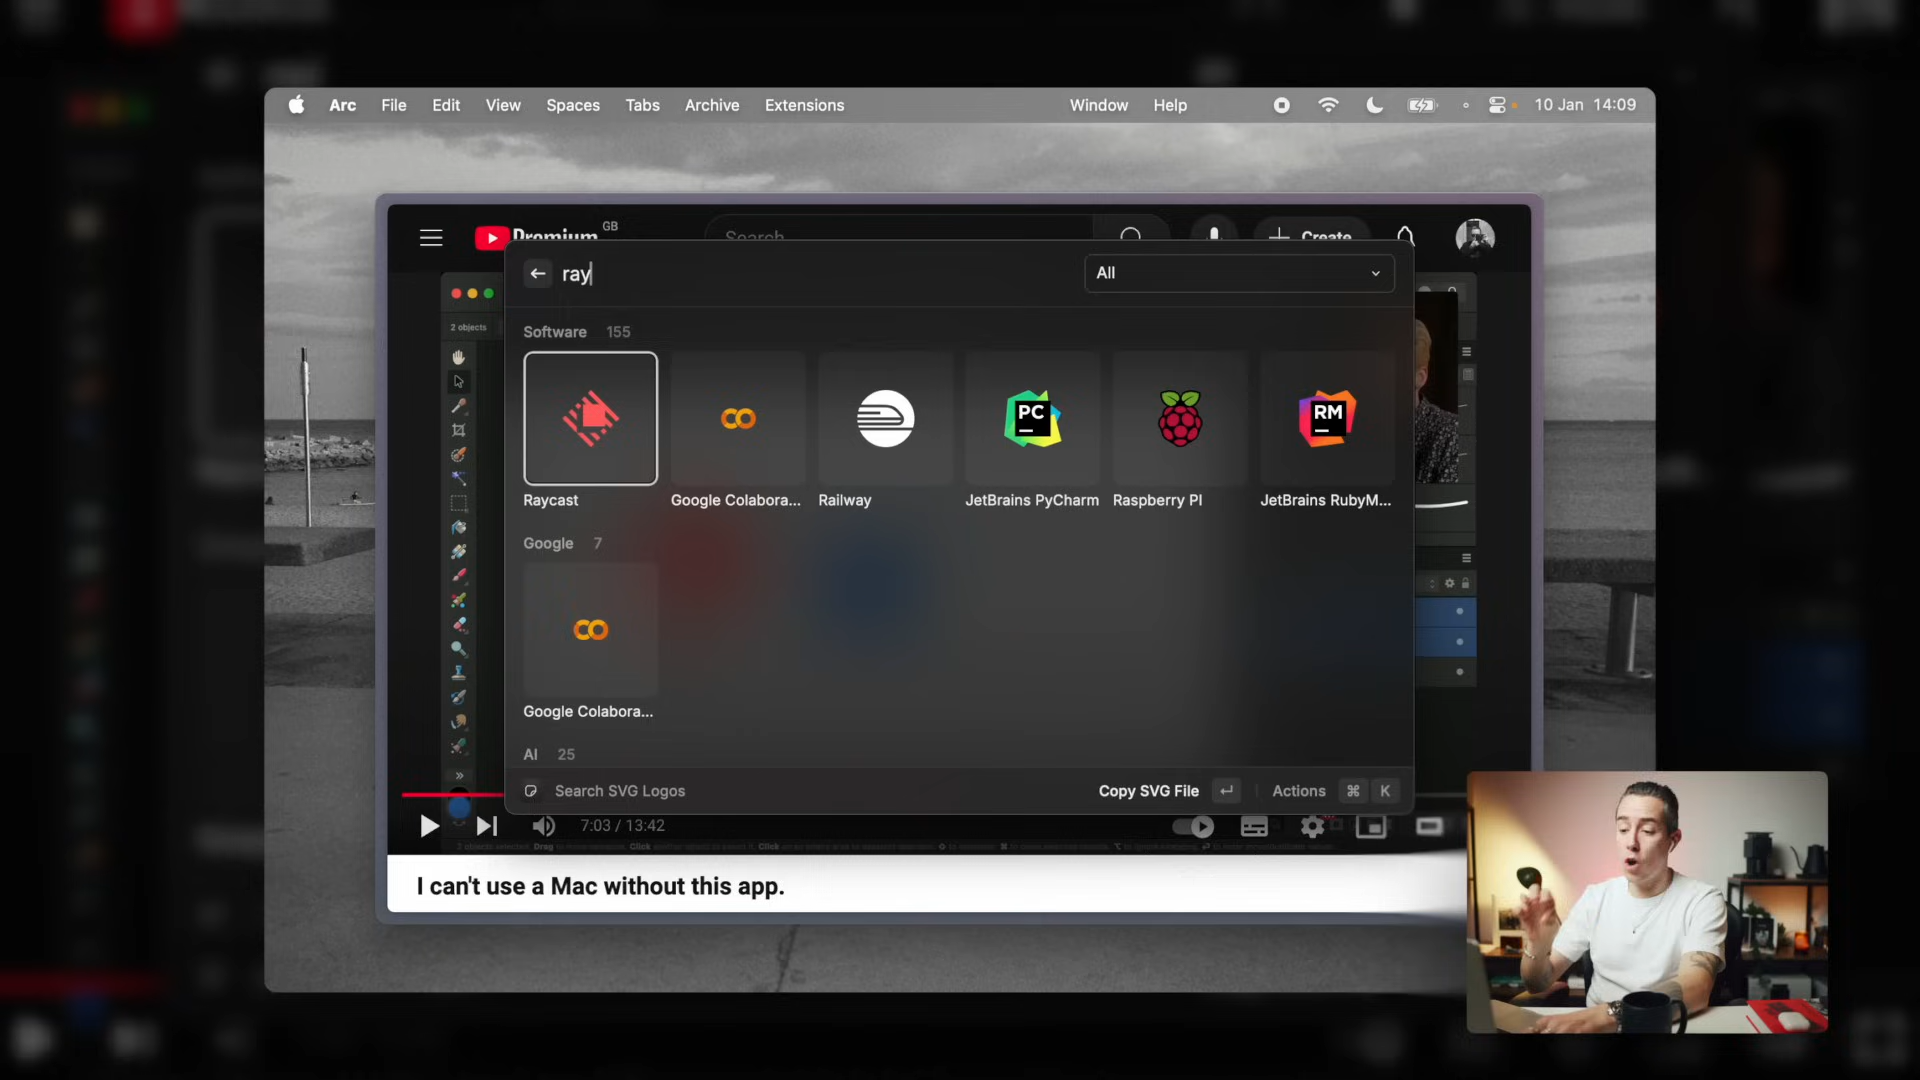 Arc File Edit View Spaces Tabs Archive Extensions Window Help 10 Jan 14:09
Premium GB Search Create
ray All
2 objects
Software 155
PC RM
Raycast Google Colabora... Railway JetBrains PyCharm Raspberry PI JetBrains RubyM...
Google 7
Google Colabora...
AI 25
Search SVG Logos Copy SVG File Actions ⌘ K
7:03 / 13:42
I can't use a Mac without this app.